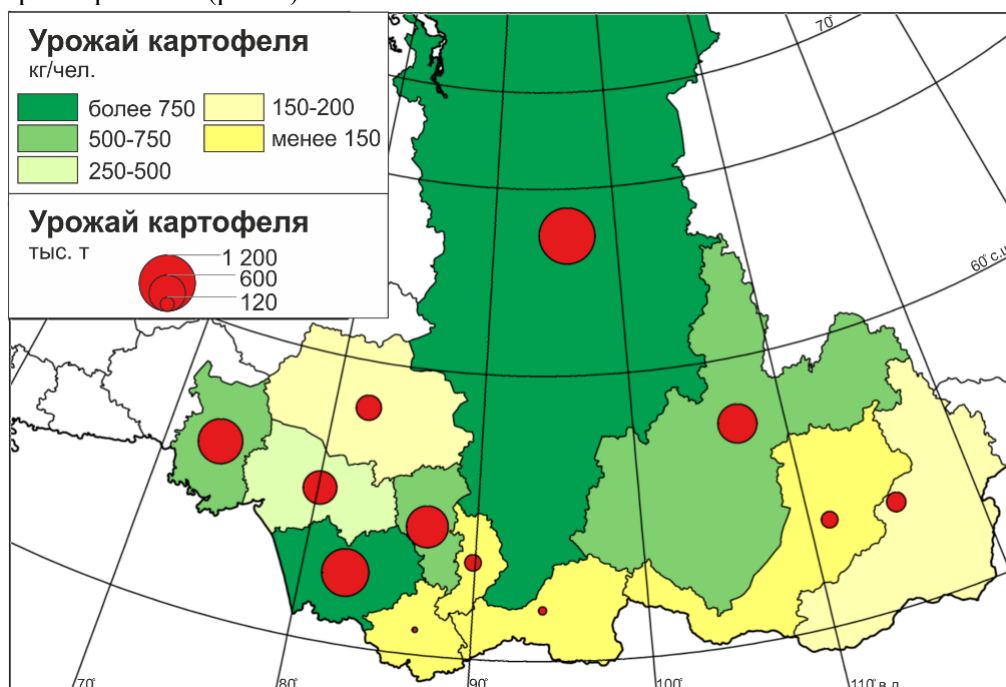 Урожай картофеля
кг/чел.
более 750
150-200
500-750
менее 150
250-500
Урожай картофеля
тыс. т
1 200
600
120
70°
60° с.ш
70°
80°
90°
100°
110° в.д.